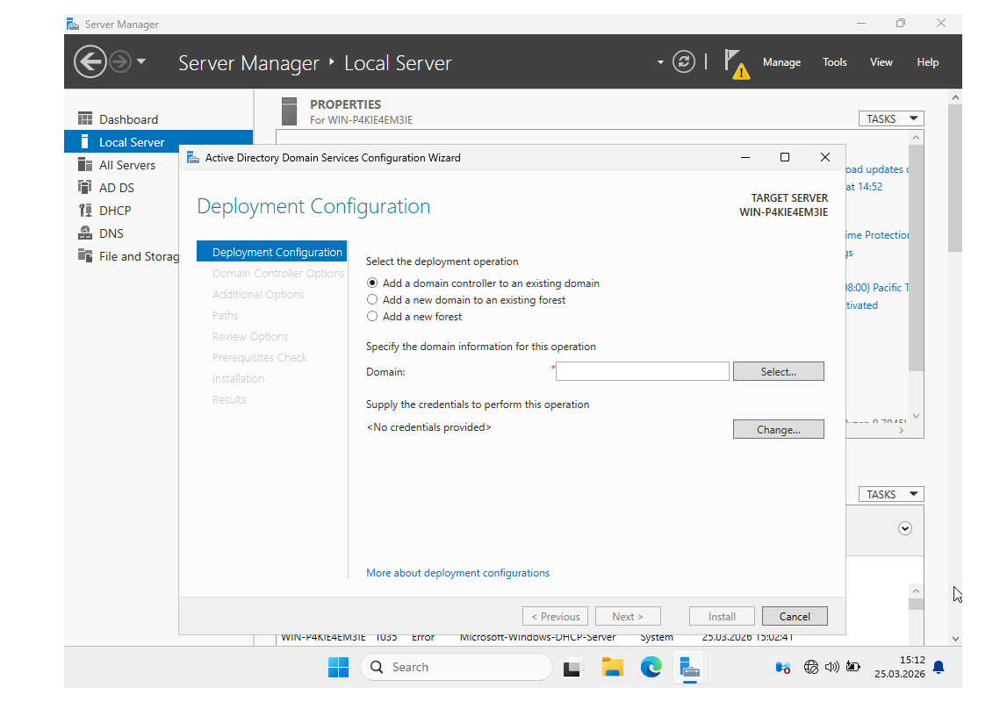 Server Manager
Server Manager
Local Server
Manage
Tools
View
Help
Dashboard
Local Server
All Servers
AD DS
DHCP
DNS
File and Storag
PROPERTIES
For WIN-P4KIE4EM3IE
TASKS
Active Directory Domain Services Configuration Wizard
Deployment Configuration
TARGET SERVER
WIN-P4KIE4EM3IE
Deployment Configuration
Domain Controller Options
Additional Options
Paths
Review Options
Prerequisites Check
Installation
Results
Select the deployment operation
Add a domain controller to an existing domain
Add a new domain to an existing forest
Add a new forest
Specify the domain information for this operation
Domain:
*
Select...
Supply the credentials to perform this operation
<No credentials provided>
Change...
More about deployment configurations
< Previous
Next >
Install
Cancel
oad updates
at 14:52
ime Protection
gs
08:00) Pacific T
tivated
TASKS
WIN-P4KIE4EM3IE 1035 Error Microsoft-Windows-DHCP-Server System 25.03.2026 15:02:41
Search
15:12
25.03.2026